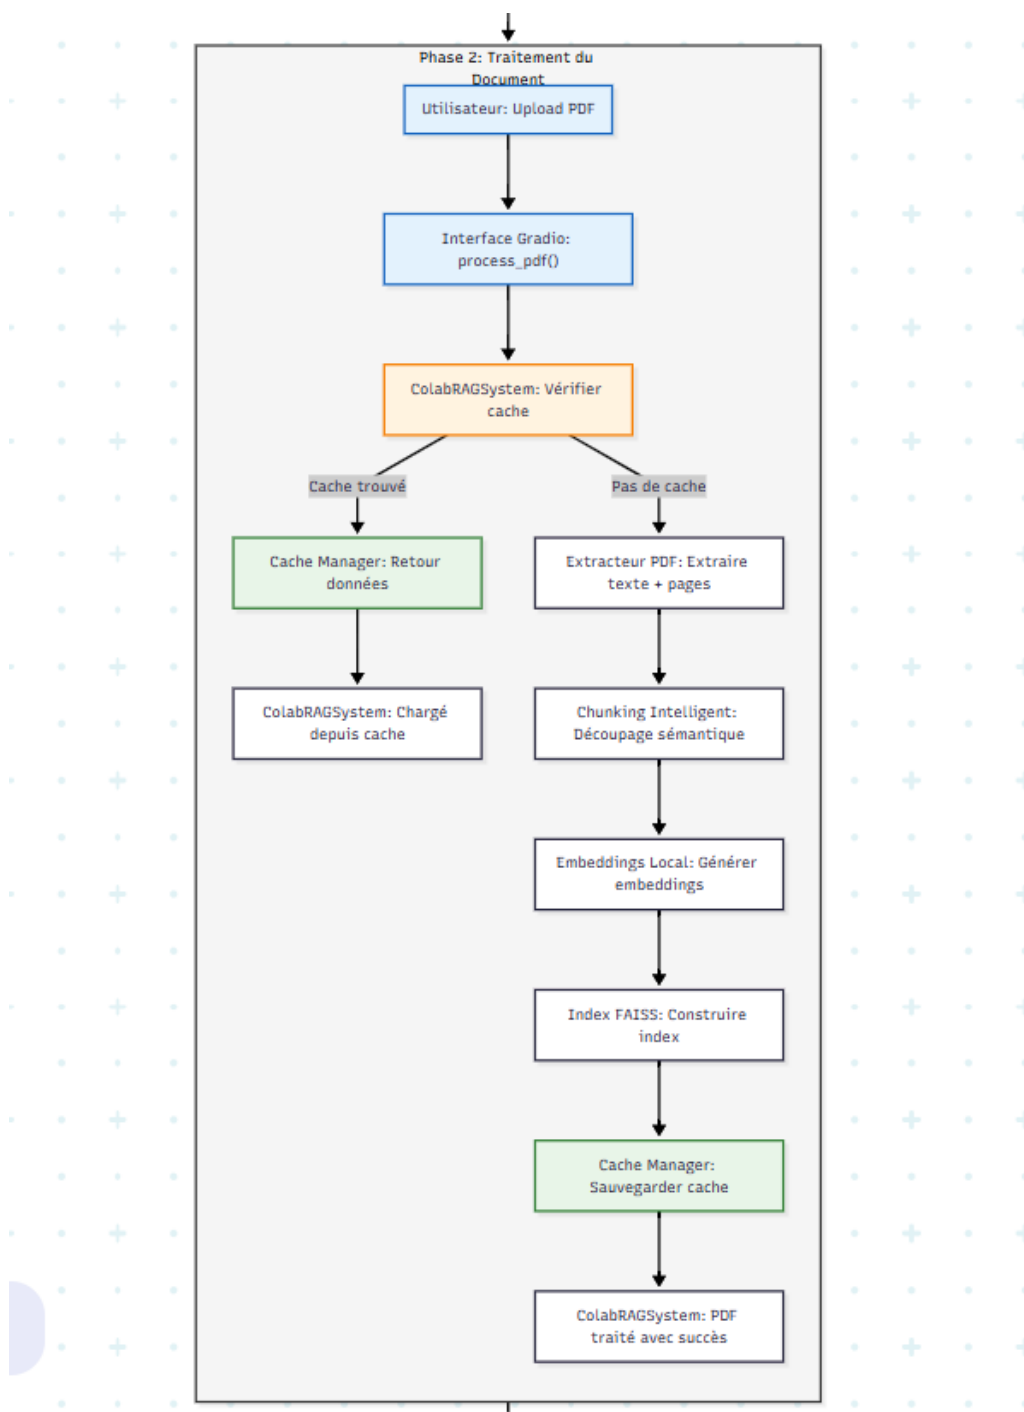 Phase 2: Traitement du
Document
Utilisateur: Upload PDF
Interface Gradio:
process_pdf()
ColabRAGSystem: Vérifier
cache
Cache trouvé
Pas de cache
Cache Manager: Retour
données
Extracteur PDF: Extraire
texte + pages
ColabRAGSystem: Chargé
depuis cache
Chunking Intelligent:
Découpage sémantique
Embeddings Local: Générer
embeddings
Index FAISS: Construire
index
Cache Manager:
Sauvegarder cache
ColabRAGSystem: PDF
traité avec succès